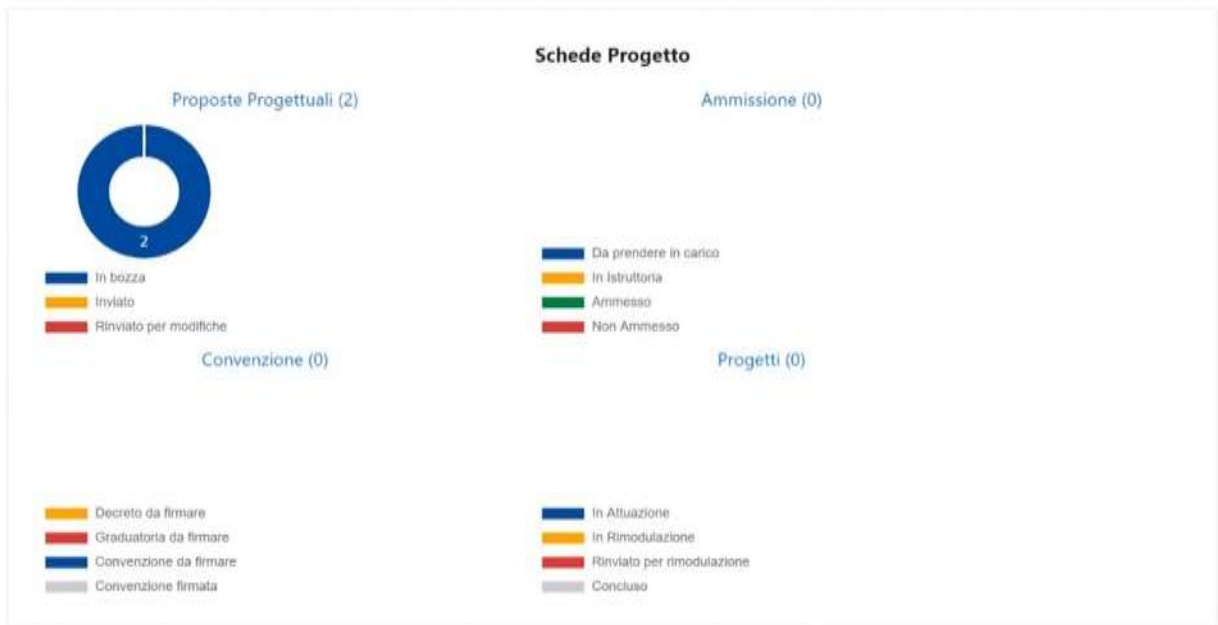 Schede Progetto
Proposte Progettuali (2)
2
In bozza
Inviato
Rinviato per modifiche
Ammissione (0)
Da prendere in carico
In Istruttoria
Ammesso
Non Ammesso
Convenzione (0)
Decreto da firmare
Graduatoria da firmare
Convenzione da firmare
Convenzione firmata
Progetti (0)
In Attuazione
In Rimodulazione
Rinviato per rimodulazione
Concluso